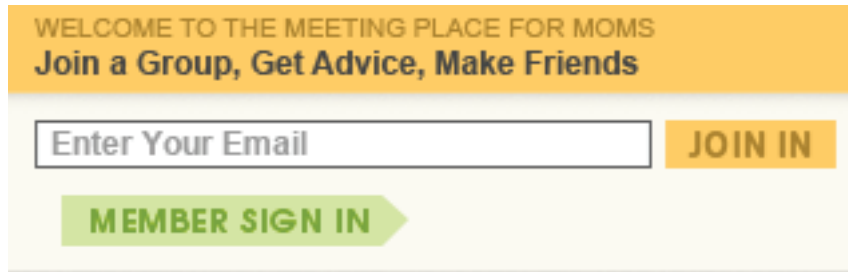 WELCOME TO THE MEETING PLACE FOR MOMS
Join a Group, Get Advice, Make Friends
Enter Your Email JOIN IN
MEMBER SIGN IN